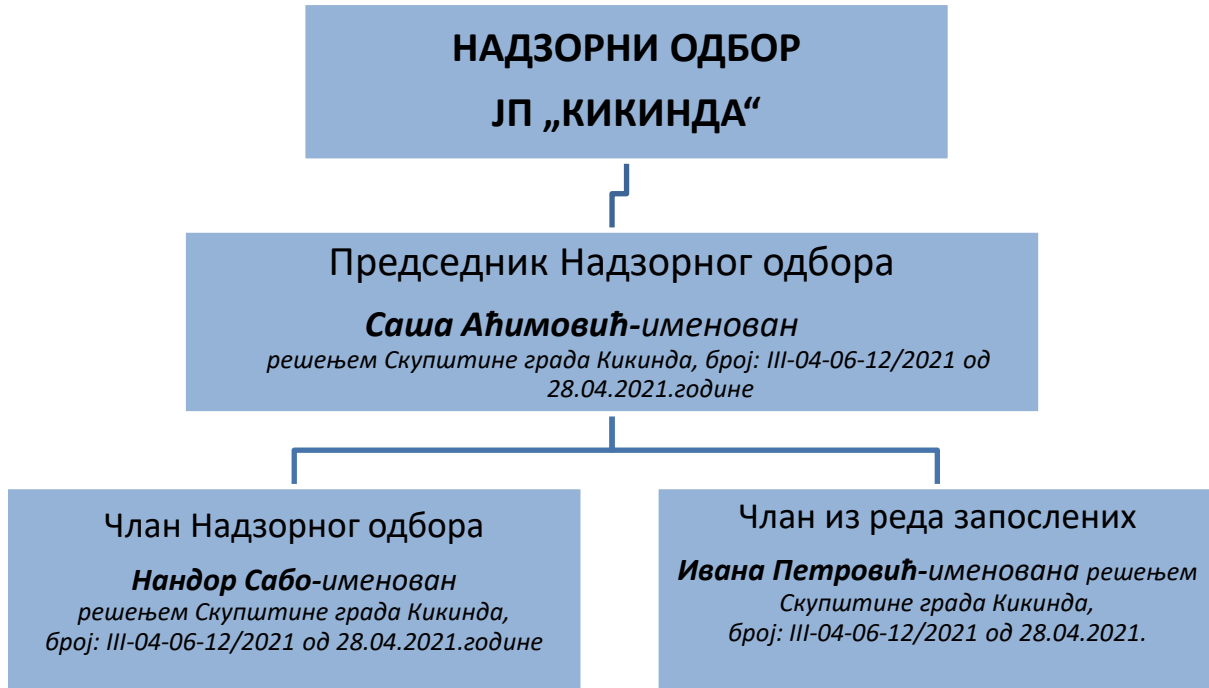 НАДЗОРНИ ОДБОР
ЈП „КИКИНДА“
Председник Надзорног одбора
Саша Аћимовић-именован
решењем Скупштине града Кикинда, број: III-04-06-12/2021 од
28.04.2021.године
Члан Надзорног одбора
Нандор Сабо-именован
решењем Скупштине града Кикинда,
број: III-04-06-12/2021 од 28.04.2021.године
Члан из реда запослених
Ивана Петровић-именована решењем
Скупштине града Кикинда,
број: III-04-06-12/2021 од 28.04.2021.